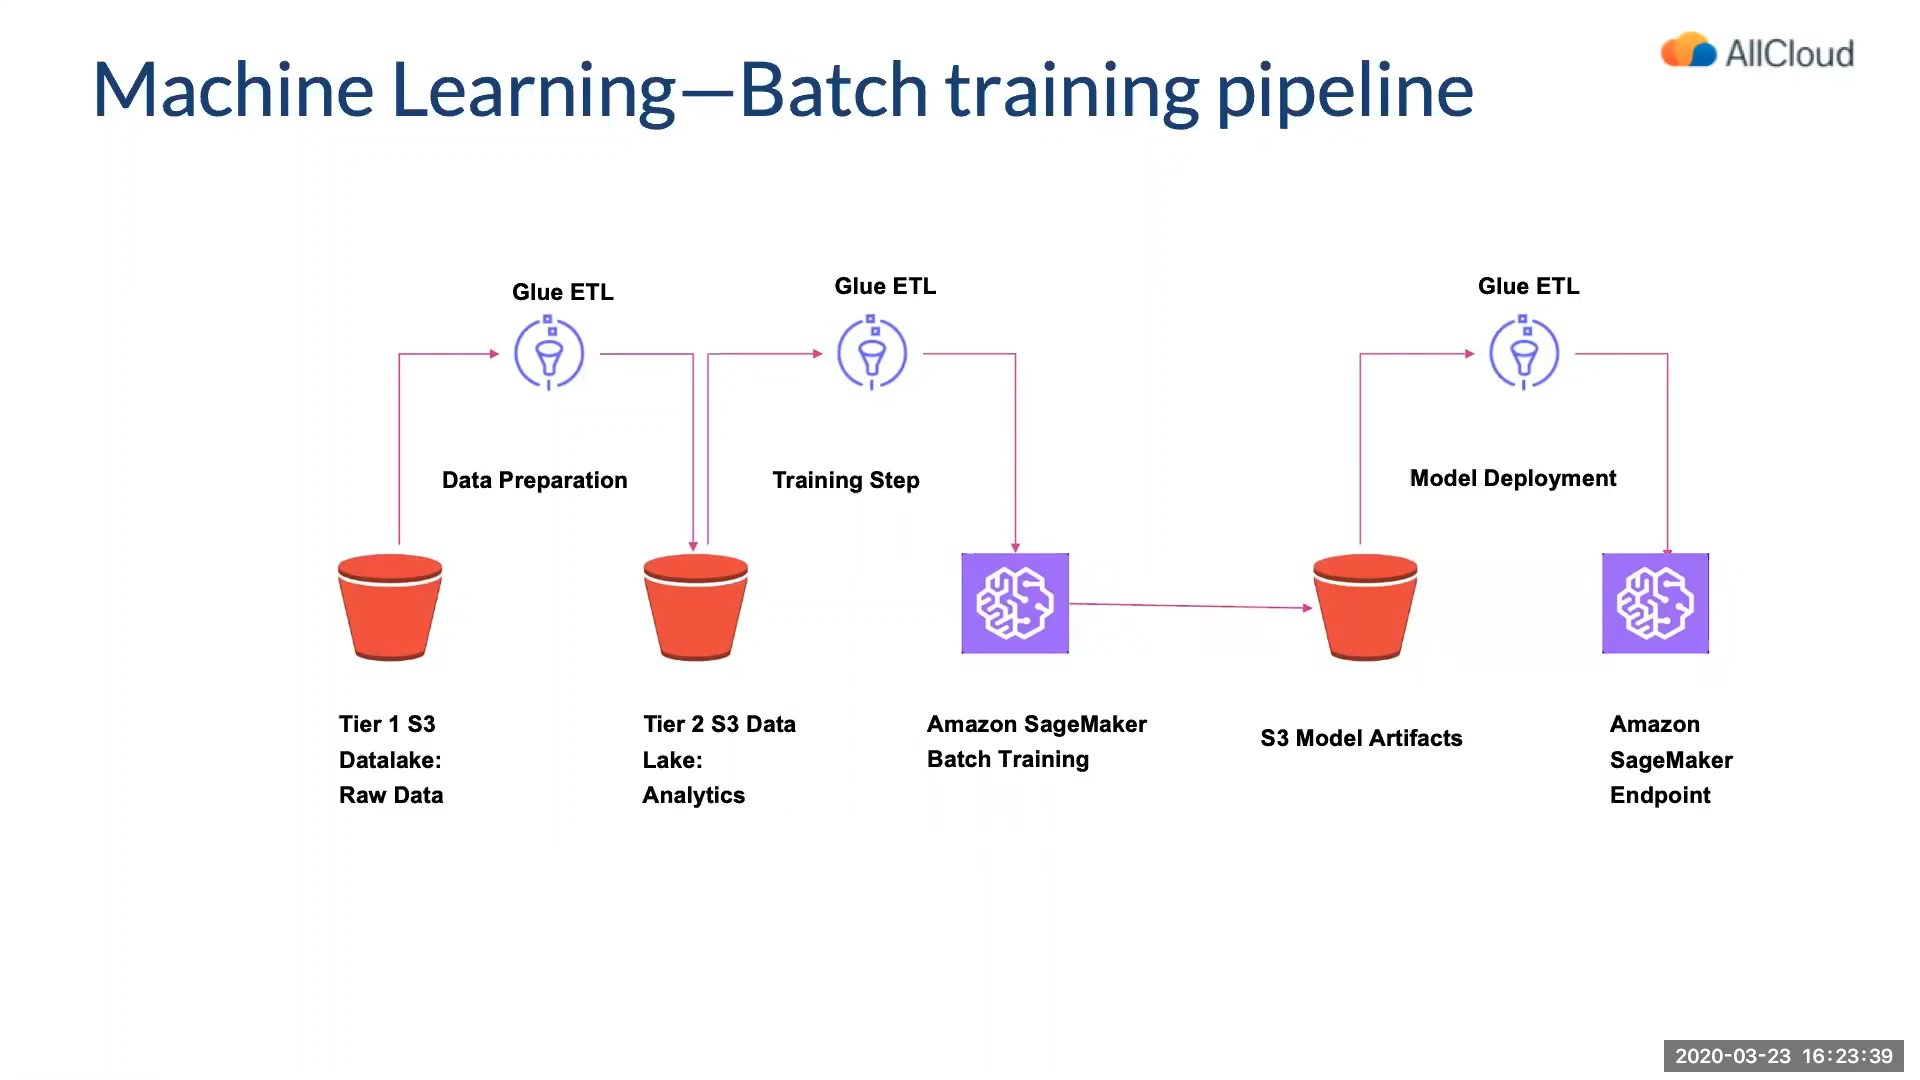 AllCloud
Machine Learning—Batch training pipeline
Glue ETL
Glue ETL
Glue ETL
Data Preparation
Training Step
Model Deployment
Tier 1 S3
Datalake:
Raw Data
Tier 2 S3 Data
Lake:
Analytics
Amazon SageMaker
Batch Training
S3 Model Artifacts
Amazon
SageMaker
Endpoint
2020-03-23 16:23:39